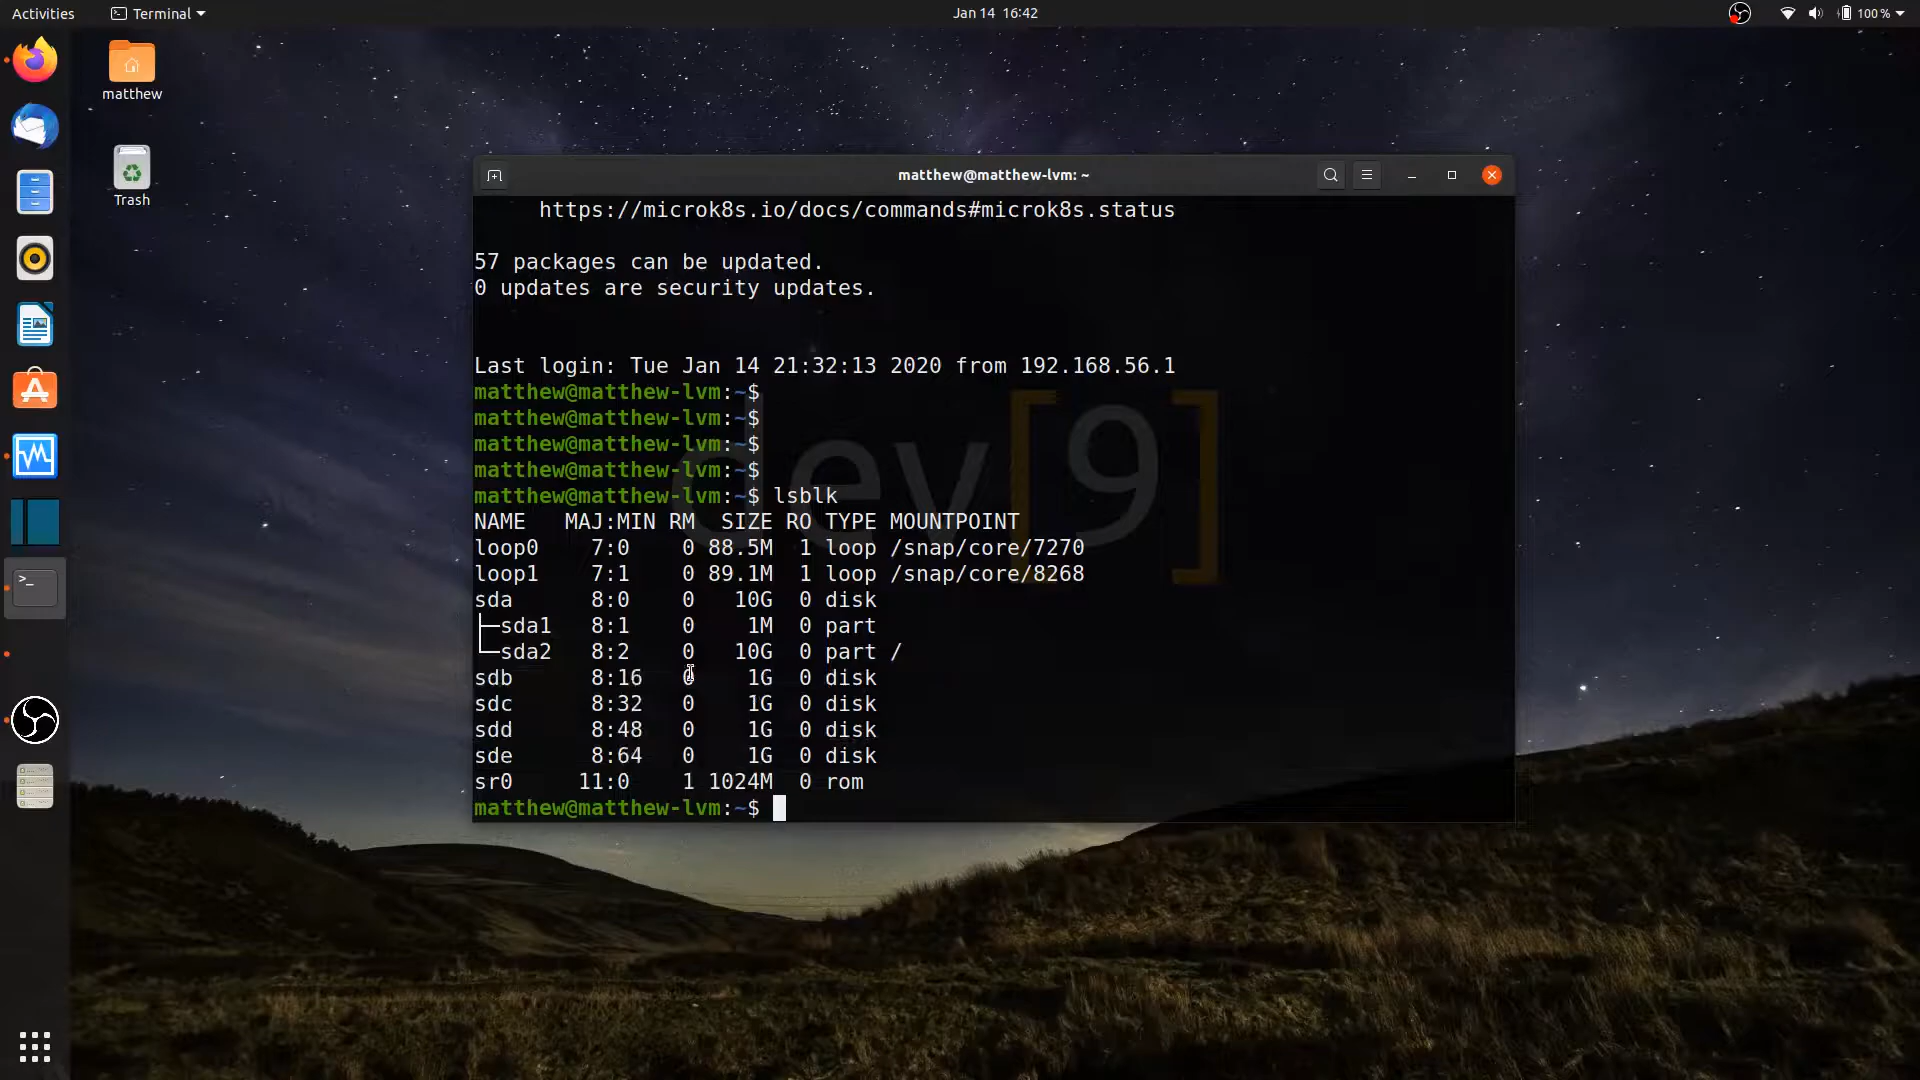 Activities
Terminal
Jan 14 16:42
100 %
matthew
Trash
matthew@matthew-lvm: ~
https://microk8s.io/docs/commands#microk8s.status
57 packages can be updated.
0 updates are security updates.
Last login: Tue Jan 14 21:32:13 2020 from 192.168.56.1
matthew@matthew-lvm:~$
matthew@matthew-lvm:~$
matthew@matthew-lvm:~$
matthew@matthew-lvm:~$
matthew@matthew-lvm:~$ lsblk
NAME MAJ:MIN RM SIZE RO TYPE MOUNTPOINT
loop0 7:0 0 88.5M 1 loop /snap/core/7270
loop1 7:1 0 89.1M 1 loop /snap/core/8268
sda 8:0 0 10G 0 disk
├─sda1 8:1 0 1M 0 part
└─sda2 8:2 0 10G 0 part /
sdb 8:16 0 1G 0 disk
sdc 8:32 0 1G 0 disk
sdd 8:48 0 1G 0 disk
sde 8:64 0 1G 0 disk
sr0 11:0 1 1024M 0 rom
matthew@matthew-lvm:~$
dev[9]